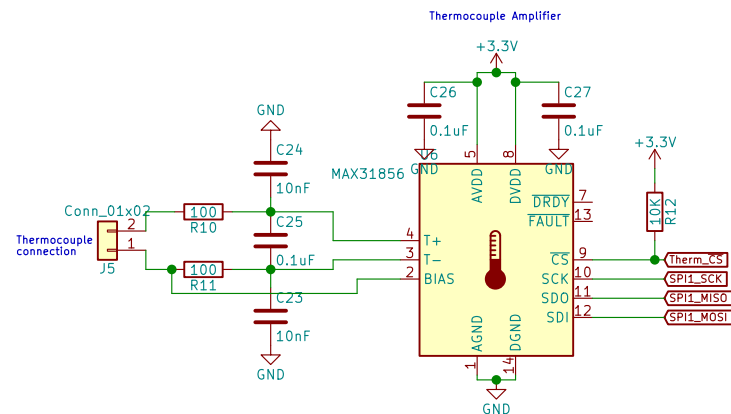 Thermocouple Amplifier
+3.3V
C26
0.1uF
GND
C27
0.1uF
GND
GND
C24
10nF
U6
MAX31856
5
AVDD
8
DVDD
+3.3V
10K
R12
Conn_01x02
2
1
J5
Thermocouple
connection
100
R10
C25
0.1uF
100
R11
C23
10nF
GND
4
T+
3
T-
2
BIAS
DRDY
7
FAULT
13
CS
9
Therm_CS
SCK
10
SPI1_SCK
SDO
11
SPI1_MISO
SDI
12
SPI1_MOSI
AGND
1
DGND
14
GND